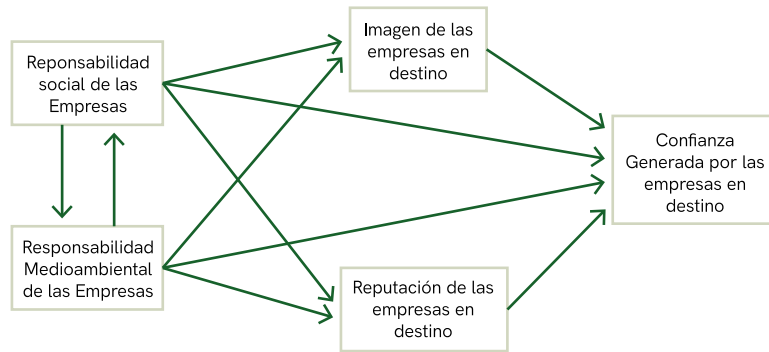 Reponsabilidad
social de las
Empresas
Imagen de las
empresas en
destino
Confianza
Generada por las
empresas en
destino
Responsabilidad
Medioambiental
de las Empresas
Reputación de las
empresas en
destino